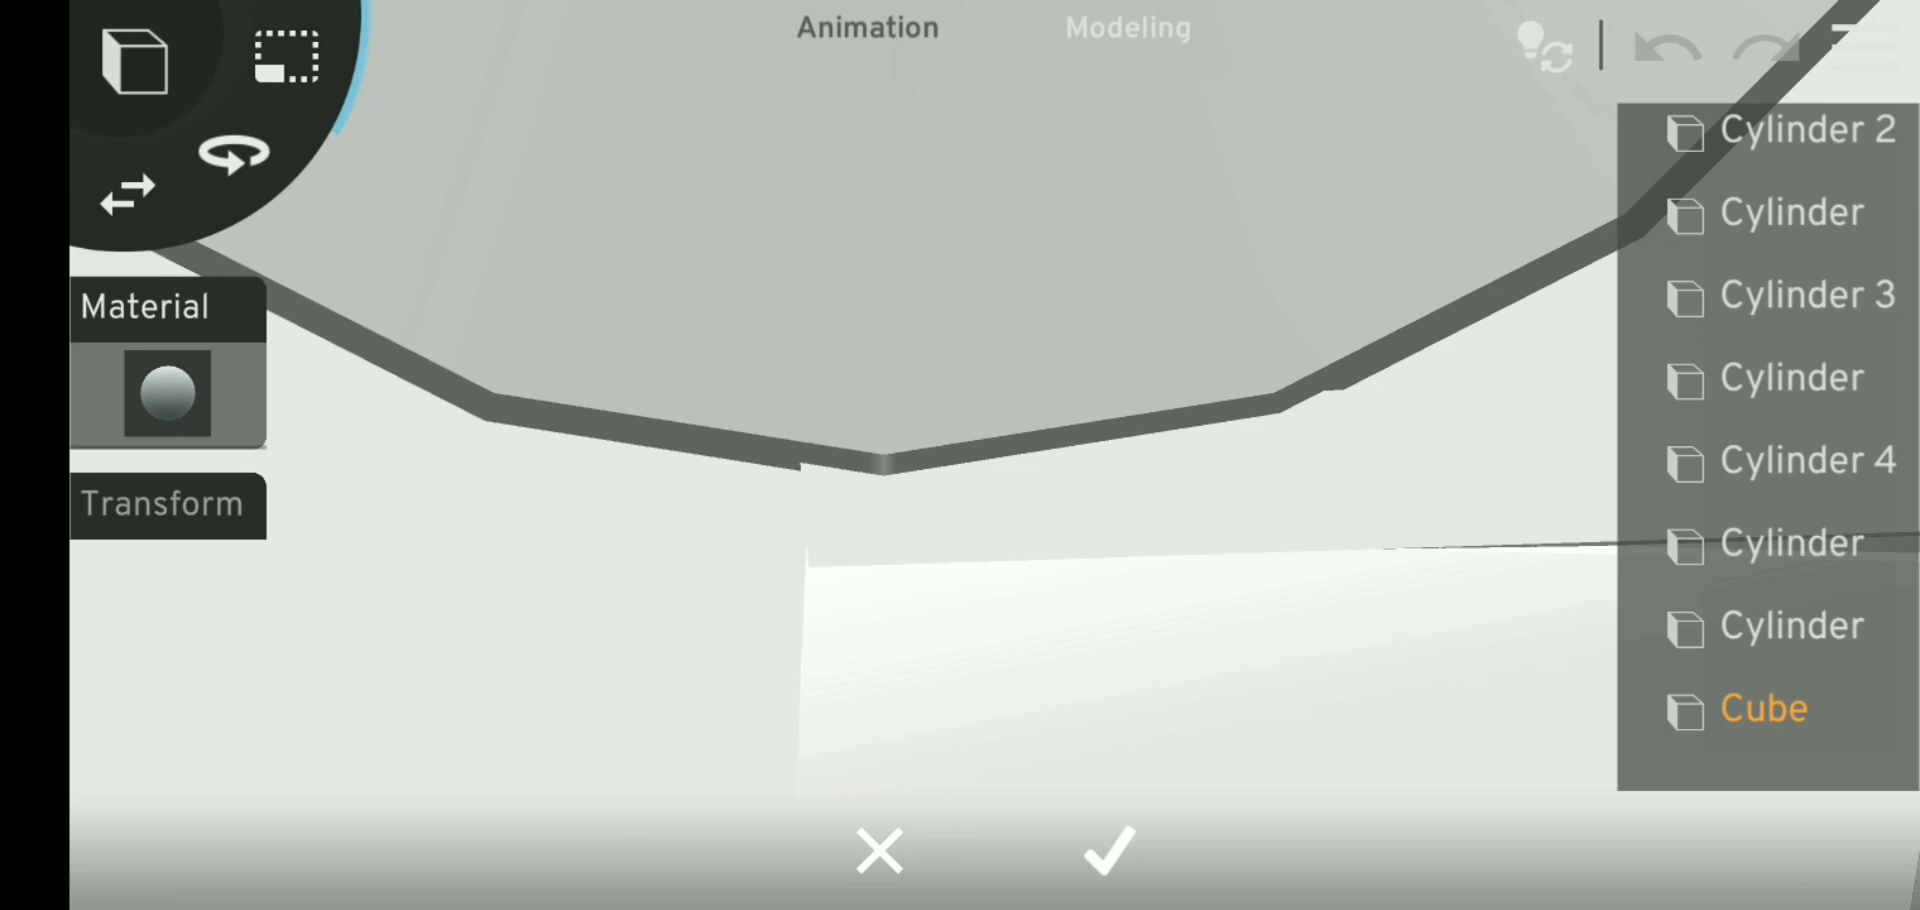 Animation
Modeling
Material
Transform
Cylinder 2
Cylinder
Cylinder 3
Cylinder
Cylinder 4
Cylinder
Cylinder
Cube